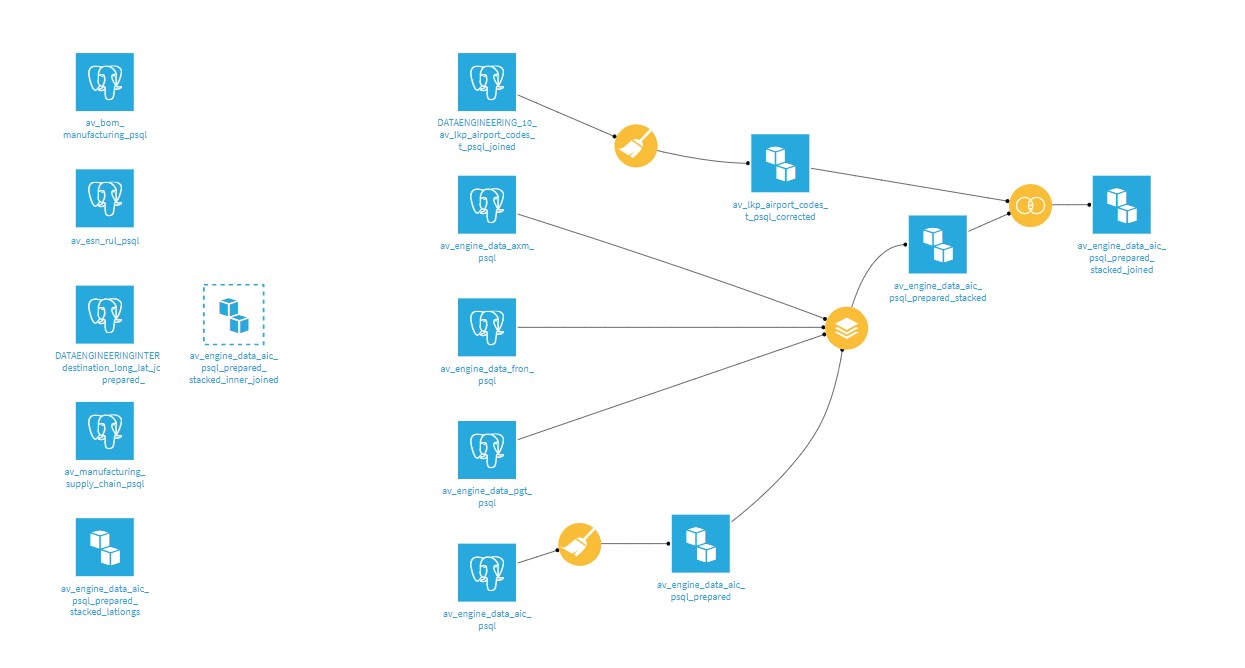 av_bom_
manufacturing_psql
av_esn_rul_psql
DATAENGINEERINGINTER
destination_long_lat_jc
prepared_
av_engine_data_aic_
psql_prepared_
stacked_inner_joined
av_manufacturing_
supply_chain_psql
av_engine_data_aic_
psql_prepared_
stacked_latlongs
DATAENGINEERING_10_
av_lkp_airport_codes_
t_psql_joined
av_engine_data_axm_
psql
av_engine_data_fron_
psql
av_engine_data_pgt_
psql
av_engine_data_aic_
psql
av_engine_data_aic_
psql_prepared
av_lkp_airport_codes_
t_psql_corrected
av_engine_data_aic_
psql_prepared_stacked
av_engine_data_aic_
psql_prepared_
stacked_joined